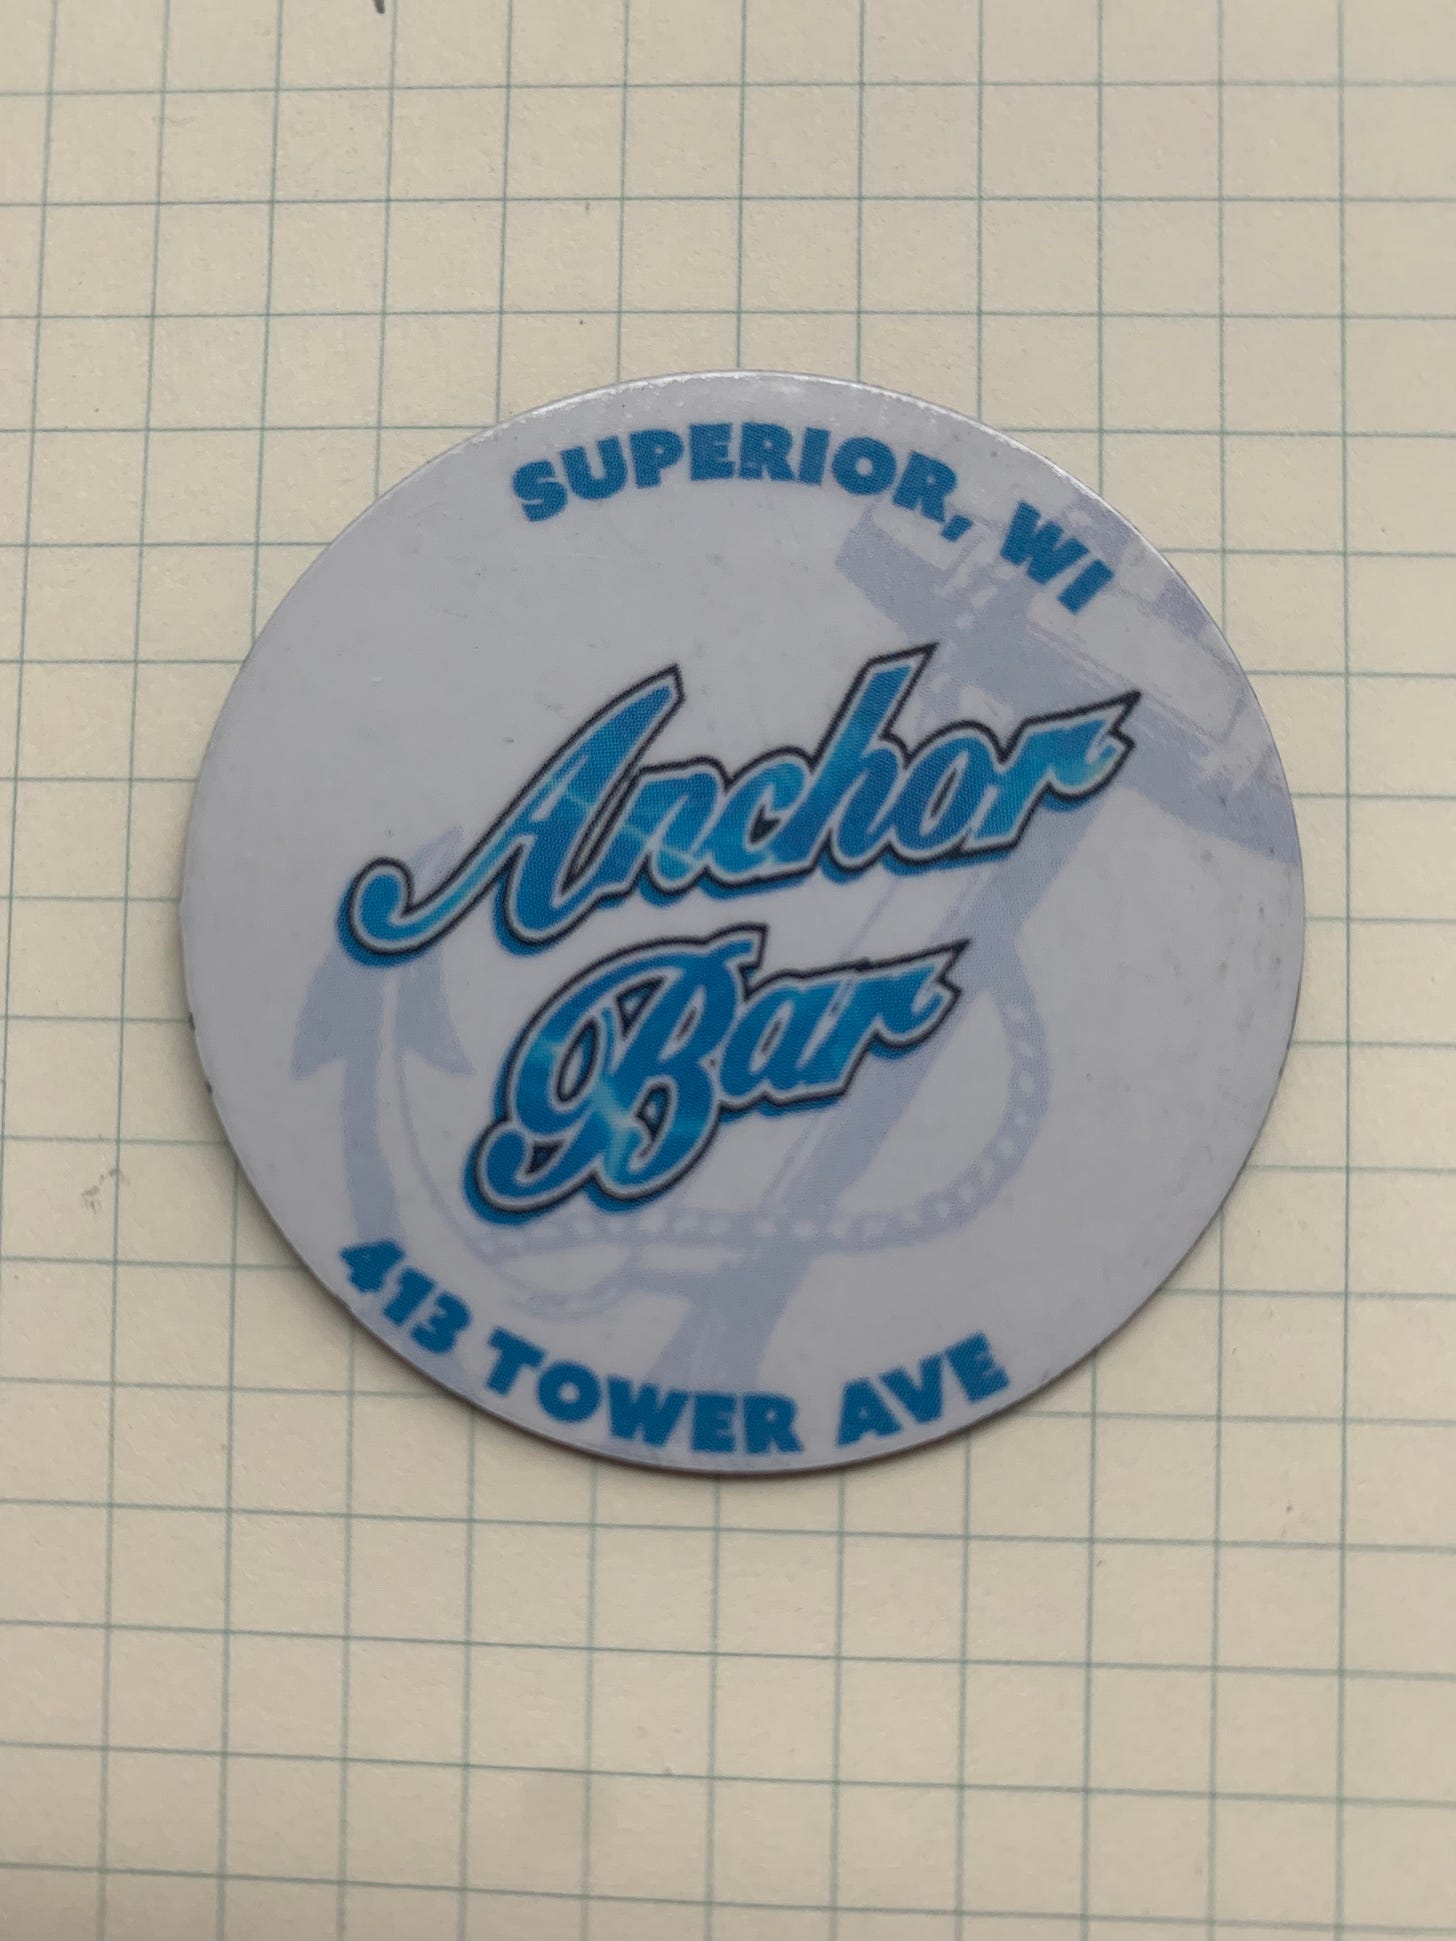 SUPERIOR, WI
Anchor
Bar
413 TOWER AVE